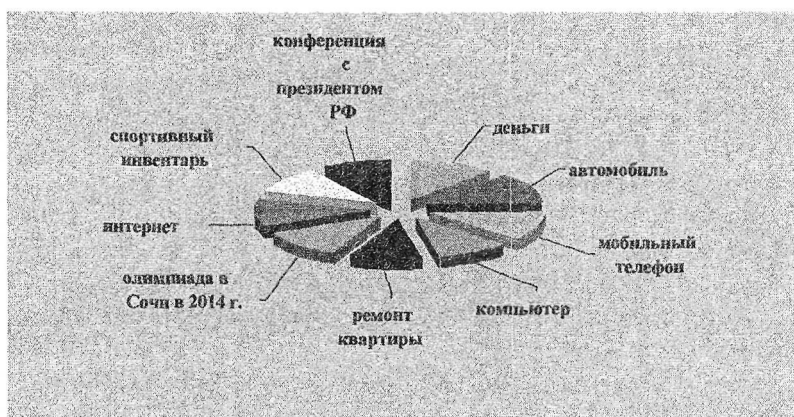 конференция
с
президентом
РФ
деньги
автомобиль
мобильный
телефон
компьютер
ремонт
квартиры
олимпиада в
Сочи в 2014 г.
интернет
спортивный
инвентарь